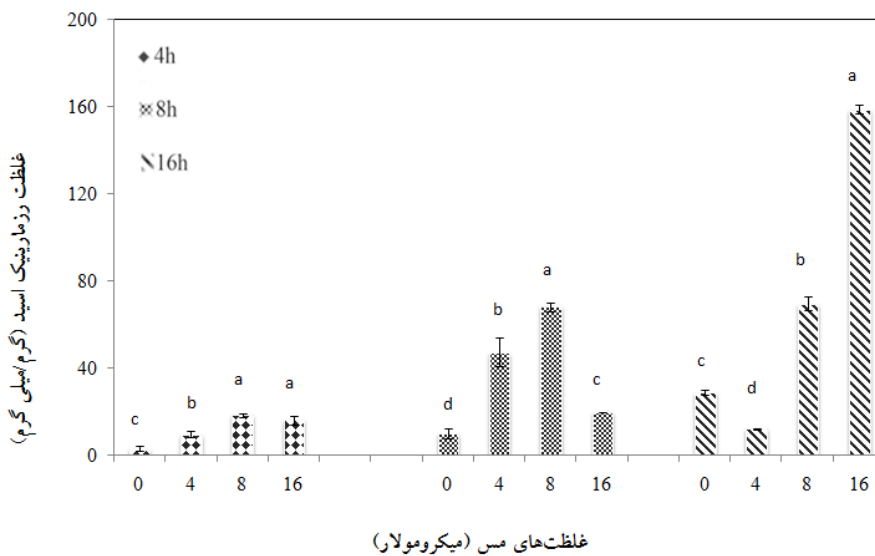 200
160
120
80
40
0
غلظت رزمارینیک اسید (گرم/میلی گرم)
4h
8h
16h
c
b
a
a
d
b
a
c
c
d
b
a
0 4 8 16 0 4 8 16 0 4 8 16
غلظت‌های مس (میکرومولار)